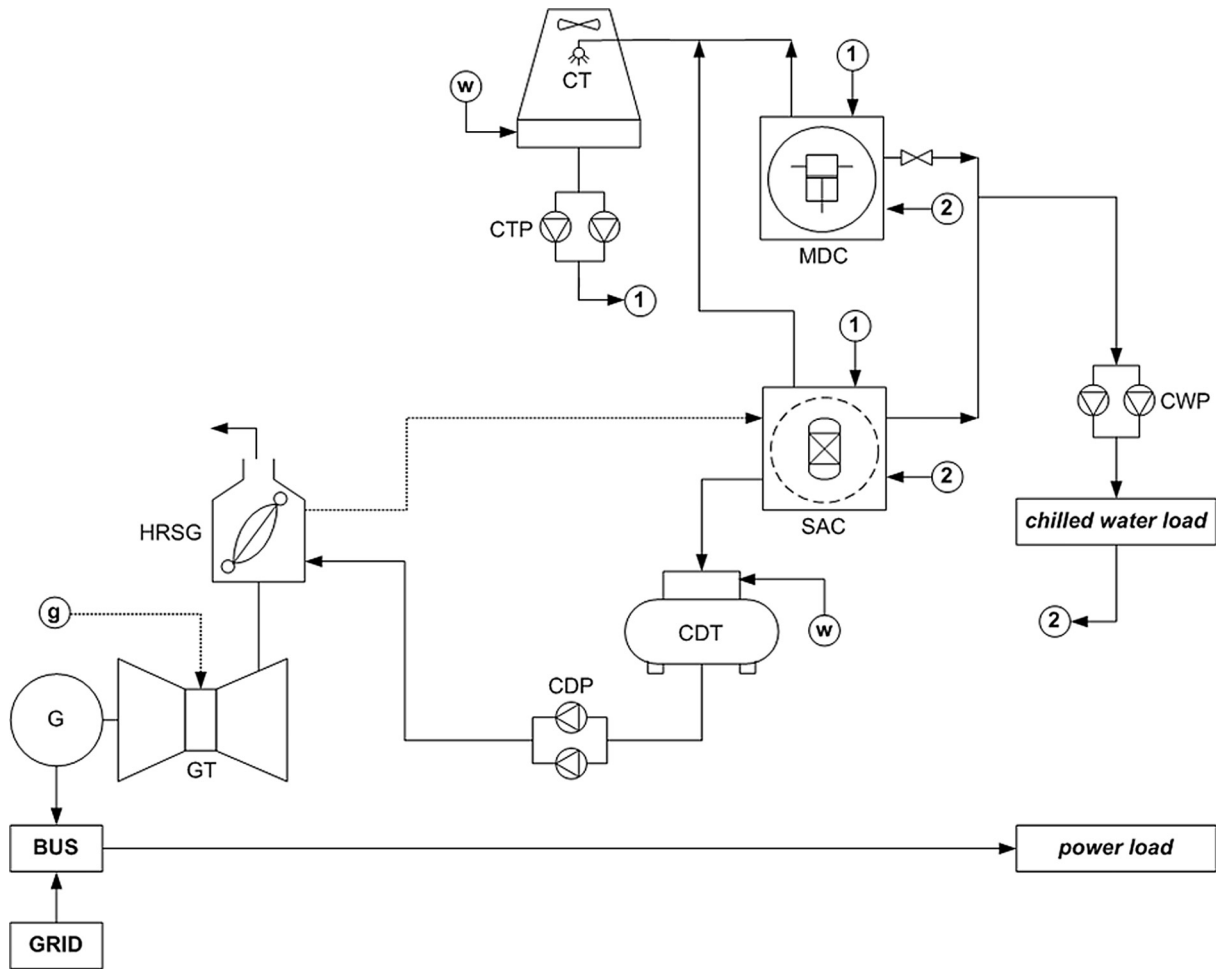 CT
1
w
2
MDC
CTP
1
1
CWP
2
SAC
chilled water load
HRSG
g
CDT
w
2
CDP
G
GT
BUS
power load
GRID